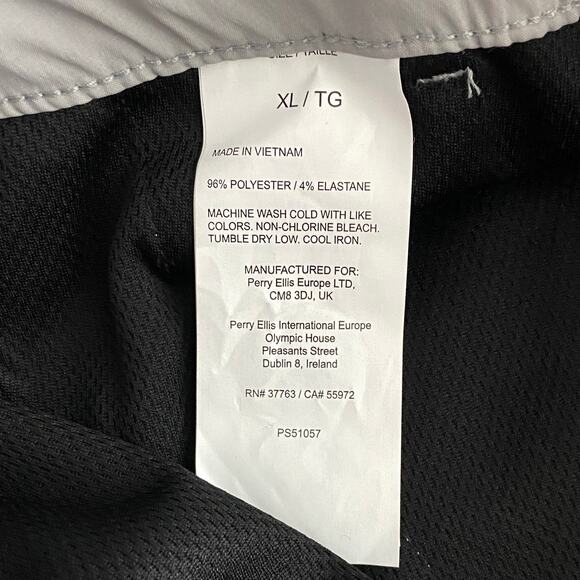 SIZE / TAILLE
XL / TG
MADE IN VIETNAM
96% POLYESTER / 4% ELASTANE
MACHINE WASH COLD WITH LIKE
COLORS. NON-CHLORINE BLEACH.
TUMBLE DRY LOW. COOL IRON.
MANUFACTURED FOR:
Perry Ellis Europe LTD,
CM8 3DJ, UK
Perry Ellis International Europe
Olympic House
Pleasants Street
Dublin 8, Ireland
RN# 37763 / CA# 55972
PS51057